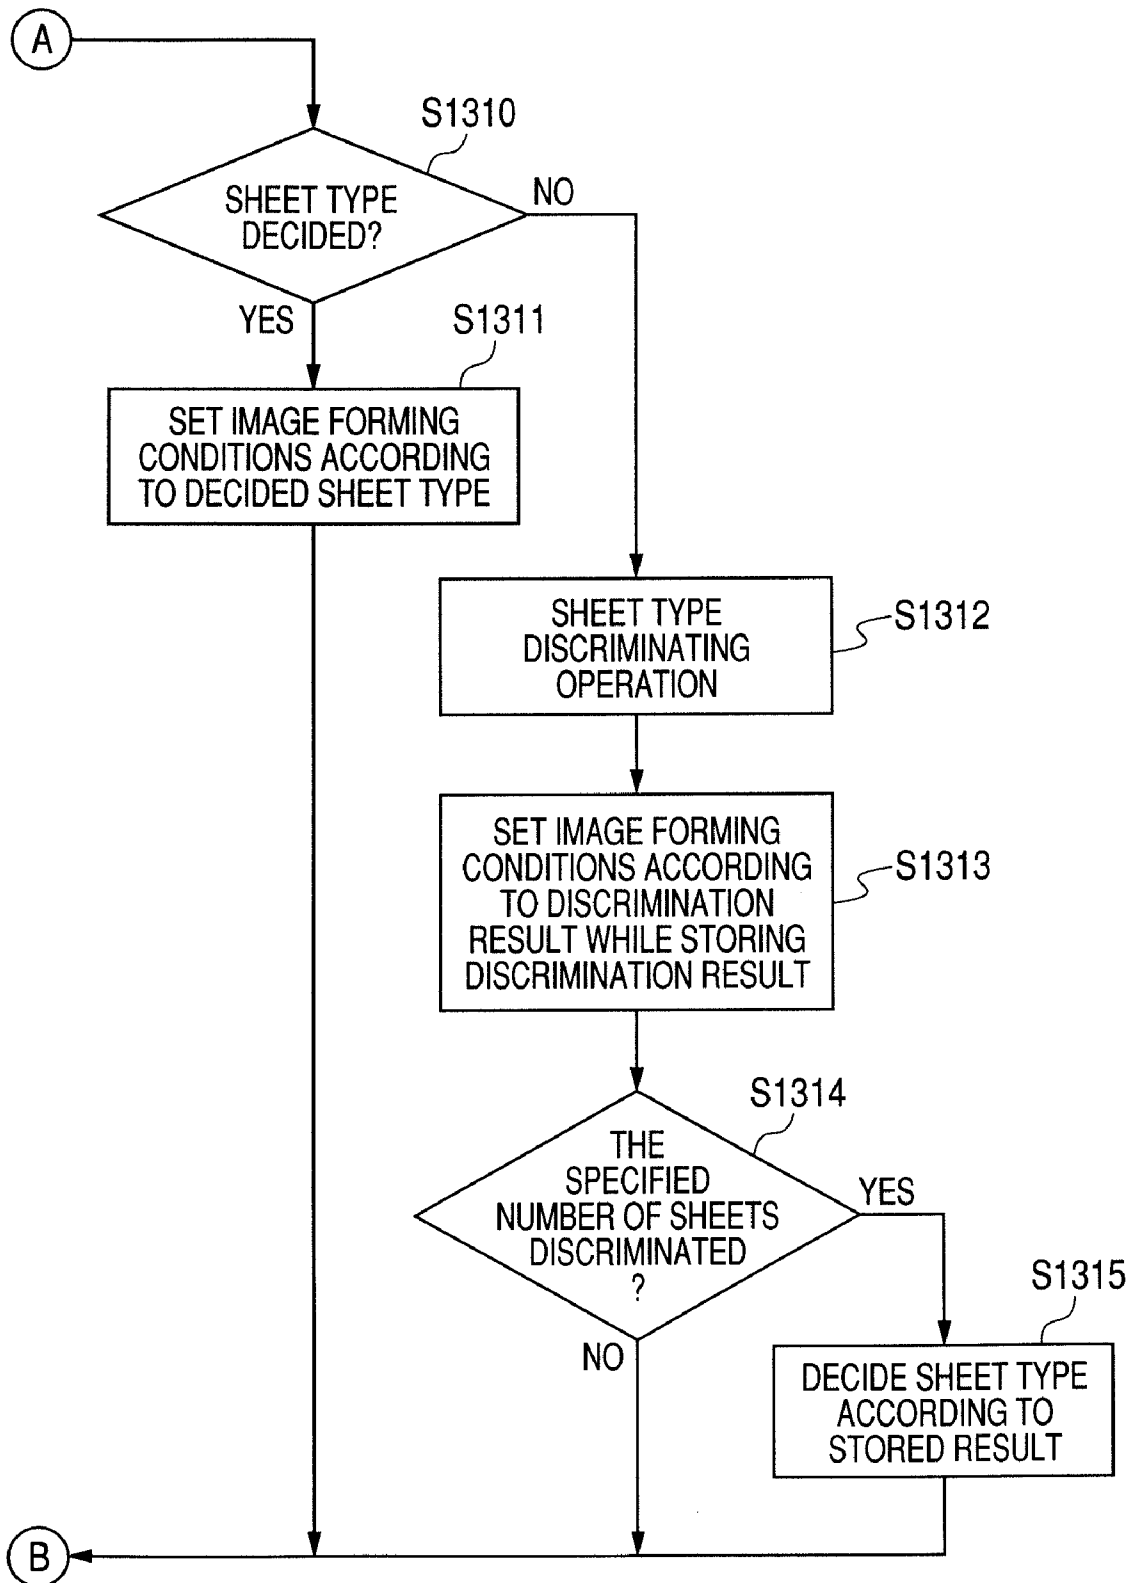 A
S1310
SHEET TYPE
DECIDED?
NO
YES
S1311
SET IMAGE FORMING
CONDITIONS ACCORDING
TO DECIDED SHEET TYPE
SHEET TYPE
DISCRIMINATING
OPERATION
S1312
SET IMAGE FORMING
CONDITIONS ACCORDING
TO DISCRIMINATION
RESULT WHILE STORING
DISCRIMINATION RESULT
S1313
S1314
THE
SPECIFIED
NUMBER OF SHEETS
DISCRIMINATED
?
YES
NO
S1315
DECIDE SHEET TYPE
ACCORDING TO
STORED RESULT
B